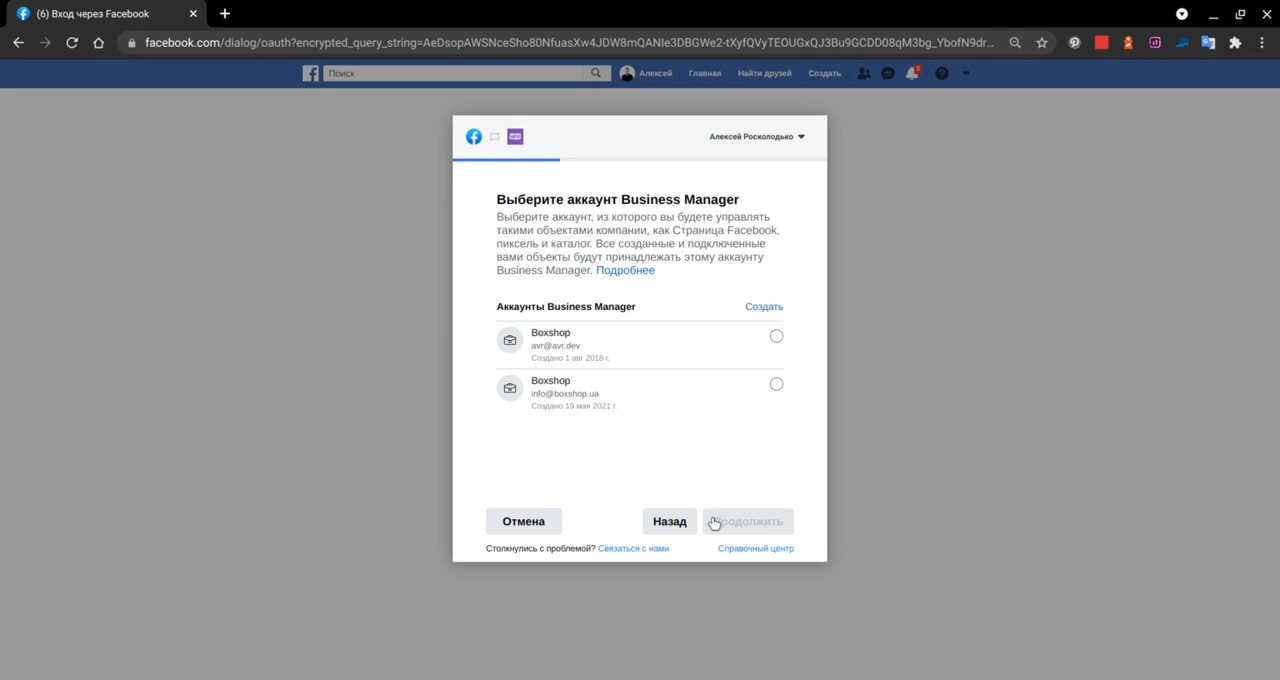 (6) Вход через Facebook
facebook.com/dialog/oauth?encrypted_query_string=AeDsopAWSNceSho80NfuasXw4JDW8mQANIe3DBGWe2-tXyfQVyTEOUGxQJ3Bu9GCDD08qM3bg_YbofN9dr...
Поиск
Алексей
Главная
Найти друзей
Создать
6
Алексей Росколодько
Выберите аккаунт Business Manager
Выберите аккаунт, из которого вы будете управлять
такими объектами компании, как Страница Facebook,
пиксель и каталог. Все созданные и подключенные
вами объекты будут принадлежать этому аккаунту
Business Manager. Подробнее
Аккаунты Business Manager
Создать
Boxshop
avr@avr.dev
Создано 1 авг 2018 г.
Boxshop
info@boxshop.ua
Создано 19 мая 2021 г.
Отмена
Назад
Продолжить
Столкнулись с проблемой? Связаться с нами
Справочный центр